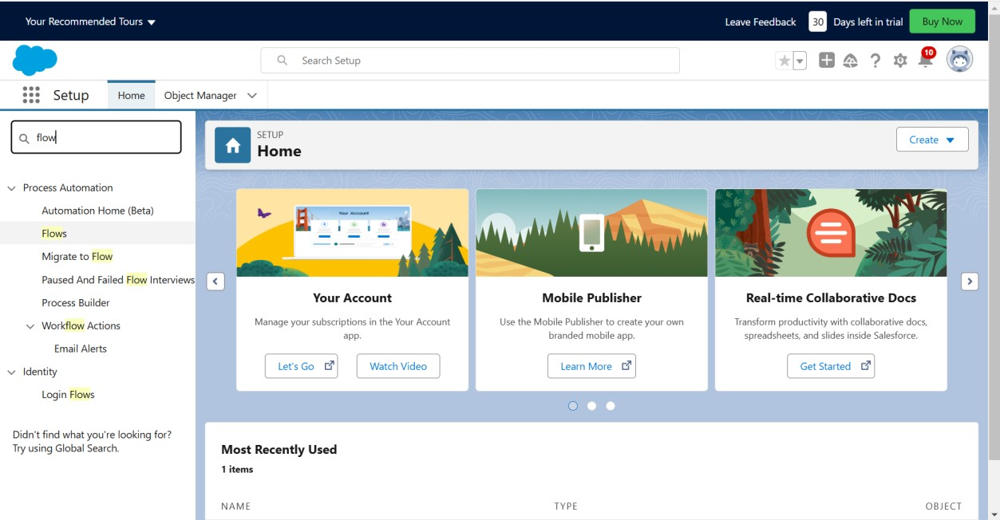 Your Recommended Tours
Leave Feedback
30
Days left in trial
Buy Now
Search Setup
10
Setup
Home
Object Manager
flow
Process Automation
Automation Home (Beta)
Flows
Migrate to Flow
Paused And Failed Flow Interviews
Process Builder
Workflow Actions
Email Alerts
Identity
Login Flows
Didn't find what you're looking for?
Try using Global Search.
SETUP
Home
Create
Your Account
Your Account
Manage your subscriptions in the Your Account
app.
Let's Go
Watch Video
Mobile Publisher
Use the Mobile Publisher to create your own
branded mobile app.
Learn More
Real-time Collaborative Docs
Transform productivity with collaborative docs,
spreadsheets, and slides inside Salesforce.
Get Started
Most Recently Used
1 items
NAME
TYPE
OBJECT